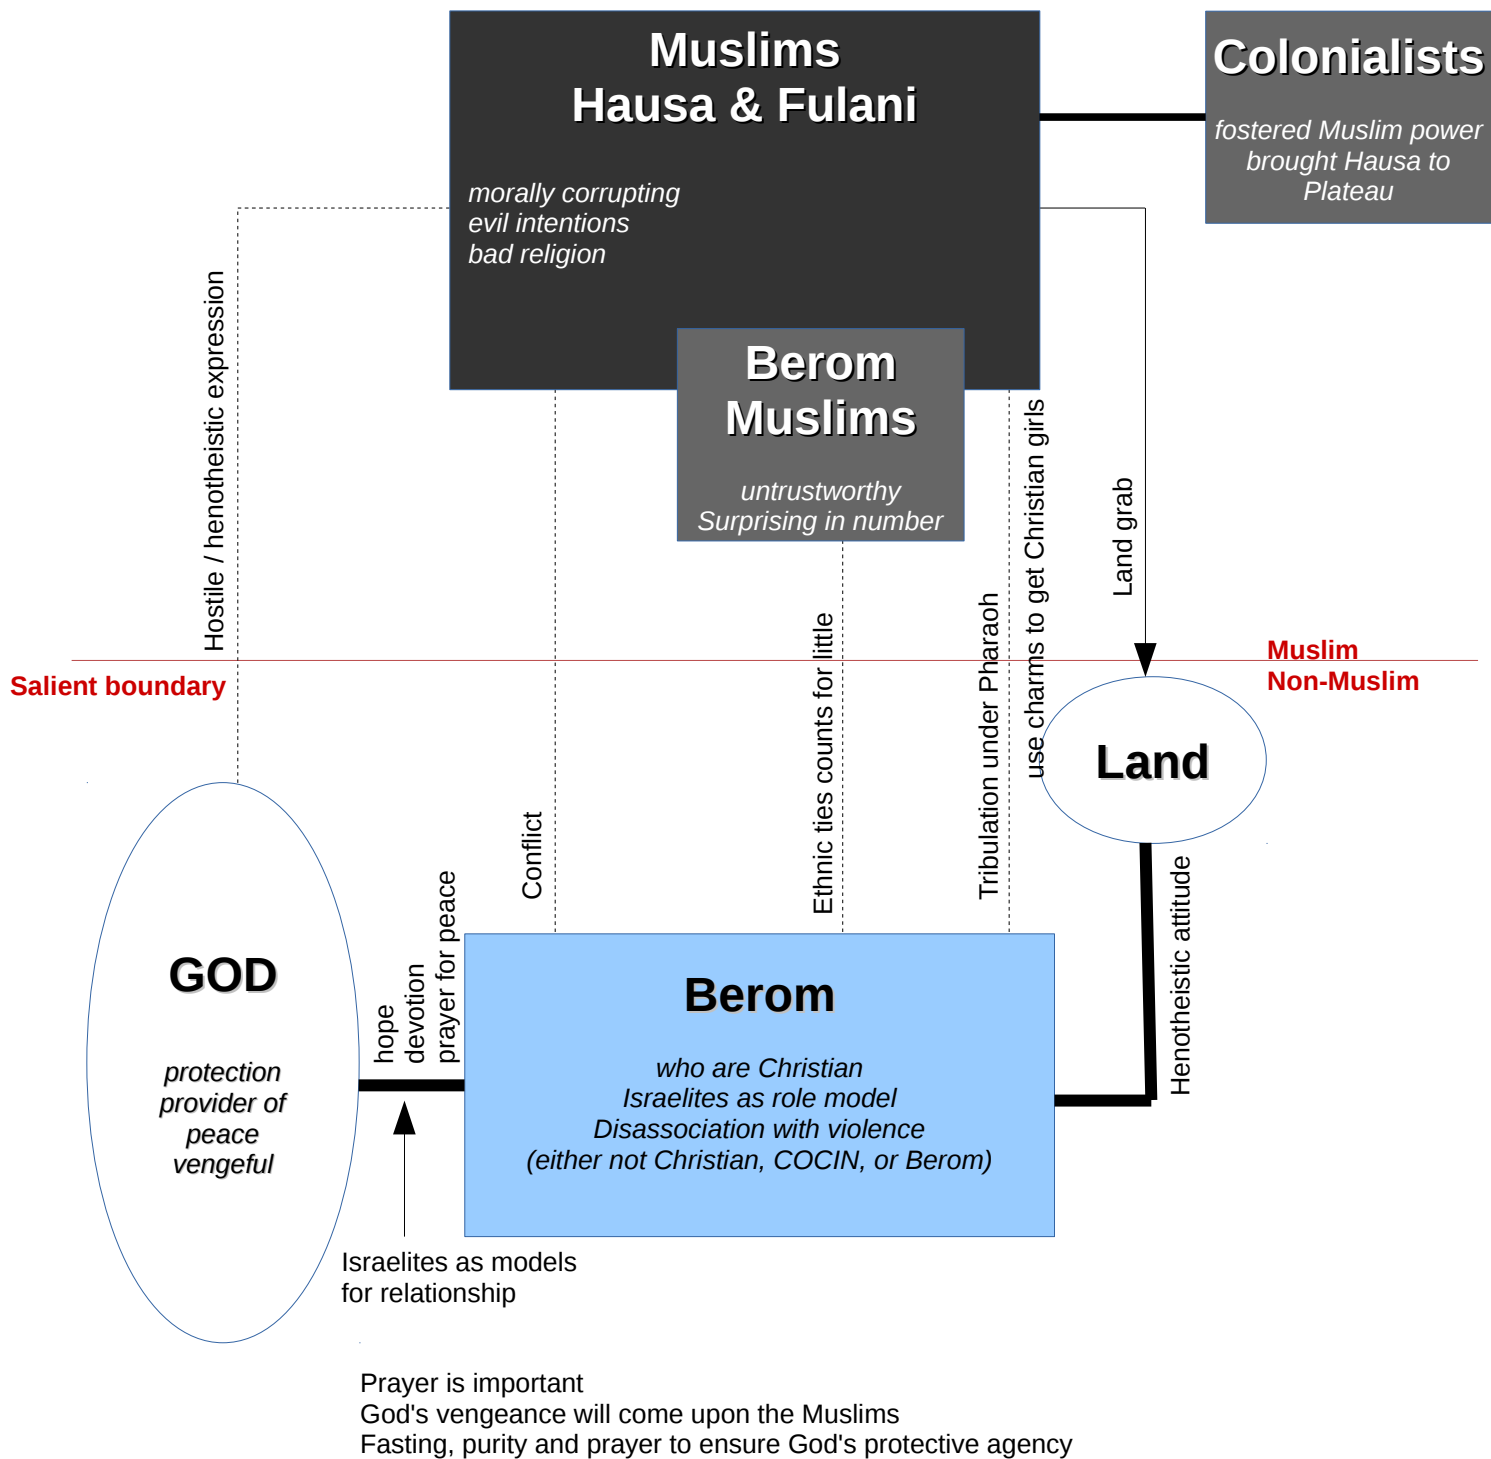 Muslims
Hausa & Fulani
morally corrupting
evil intentions
bad religion
Colonialists
fostered Muslim power
brought Hausa to
Plateau
Berom
Muslims
untrustworthy
Surprising in number
Hostile / henotheistic expression
Conflict
Ethnic ties counts for little
Tribulation under Pharaoh
use charms to get Christian girls
Land grab
Salient boundary
Muslim
Non-Muslim
Land
Henotheistic attitude
GOD
protection
provider of
peace
vengeful
hope
devotion
prayer for peace
Berom
who are Christian
Israelites as role model
Disassociation with violence
(either not Christian, COCIN, or Berom)
Israelites as models
for relationship
Prayer is important
God's vengeance will come upon the Muslims
Fasting, purity and prayer to ensure God's protective agency